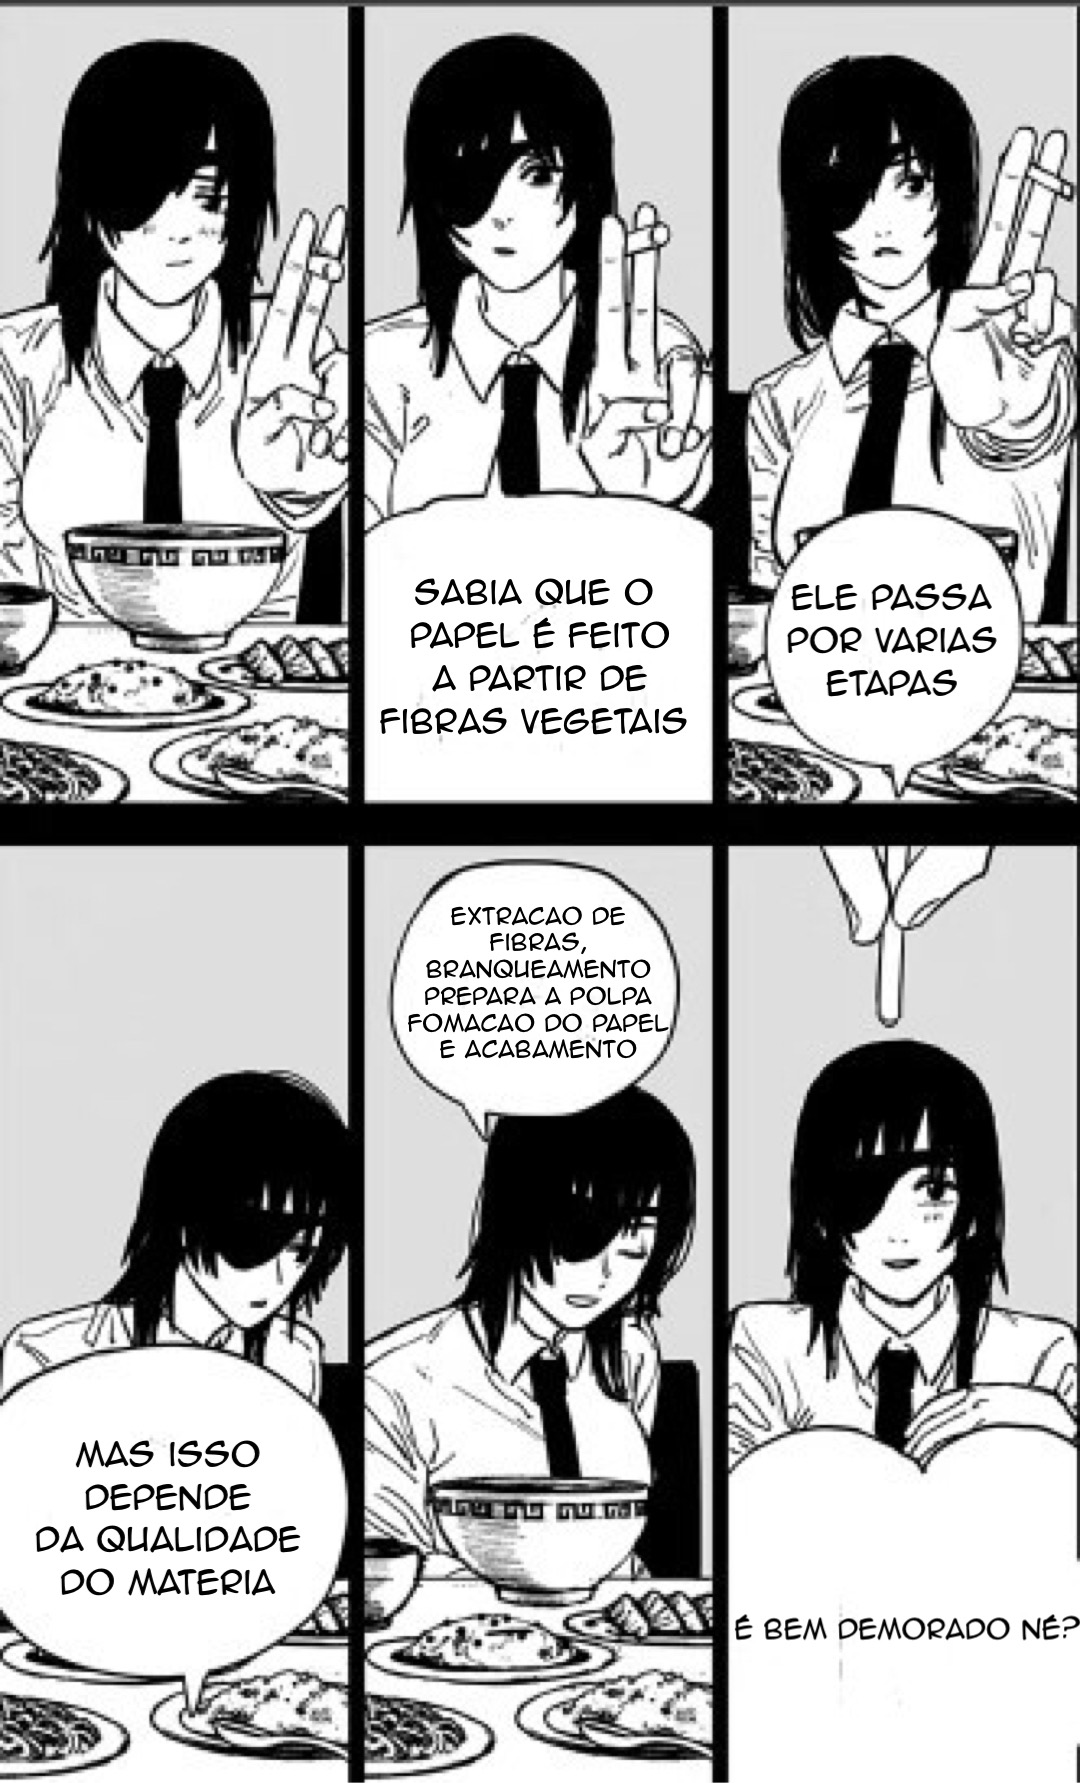 SABIA QUE O
PAPEL É FEITO
A PARTIR DE
FIBRAS VEGETAIS
ELE PASSA
POR VARIAS
ETAPAS
MAS ISSO
DEPENDE
DA QUALIDADE
DO MATERIA
EXTRACAO DE
FIBRAS,
BRANQUEAMENTO
PREPARA A POLPA
FOMACAO DO PAPEL
E ACABAMENTO
É BEM DEMORADO NÉ?